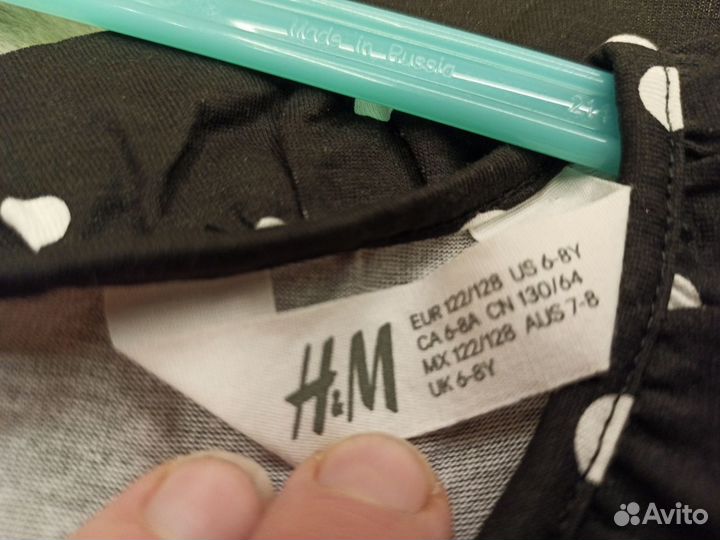 Made in Russia
H&M
EUR 122/128 US 6-8Y
CA 6-8A CN 130/64
MX 122/128 AUS 7-8
UK 6-8Y
Avito